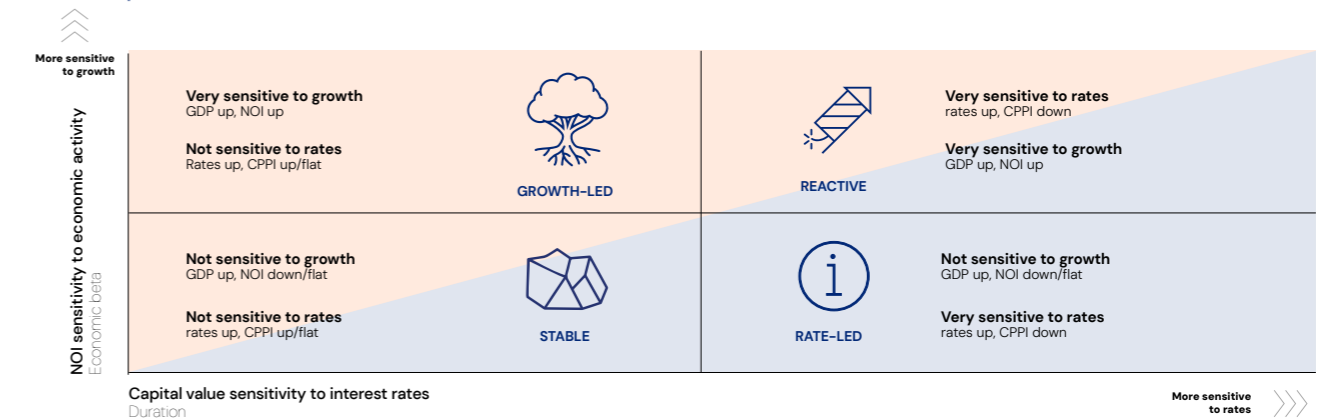 More sensitive
to growth
NOI sensitivity to economic activity
Economic beta
Very sensitive to growth
GDP up, NOI up
Not sensitive to rates
Rates up, CPPI up/flat
GROWTH-LED
REACTIVE
Very sensitive to rates
rates up, CPPI down
Very sensitive to growth
GDP up, NOI up
Not sensitive to growth
GDP up, NOI down/flat
Not sensitive to rates
rates up, CPPI up/flat
STABLE
i
RATE-LED
Not sensitive to growth
GDP up, NOI down/flat
Very sensitive to rates
rates up, CPPI down
Capital value sensitivity to interest rates
Duration
More sensitive
to rates